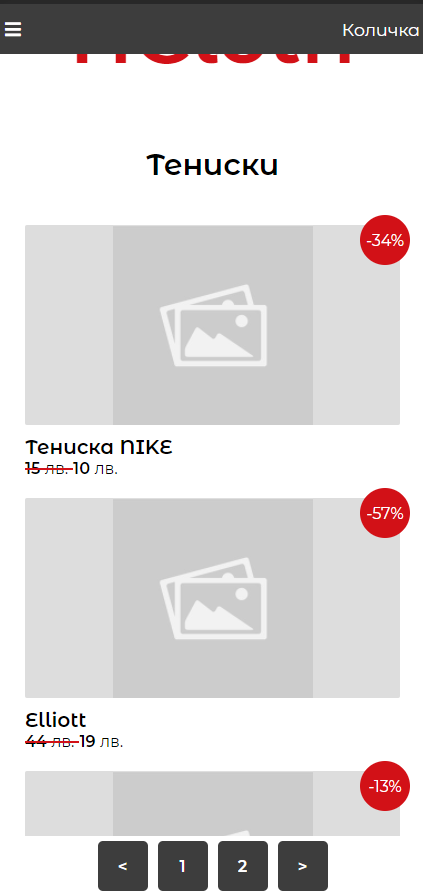 Количка
Тениски
-34%
Тениска NIKE
15 лв. 10 лв.
-57%
Elliott
44 лв. 19 лв.
-13%
< 1 2 >